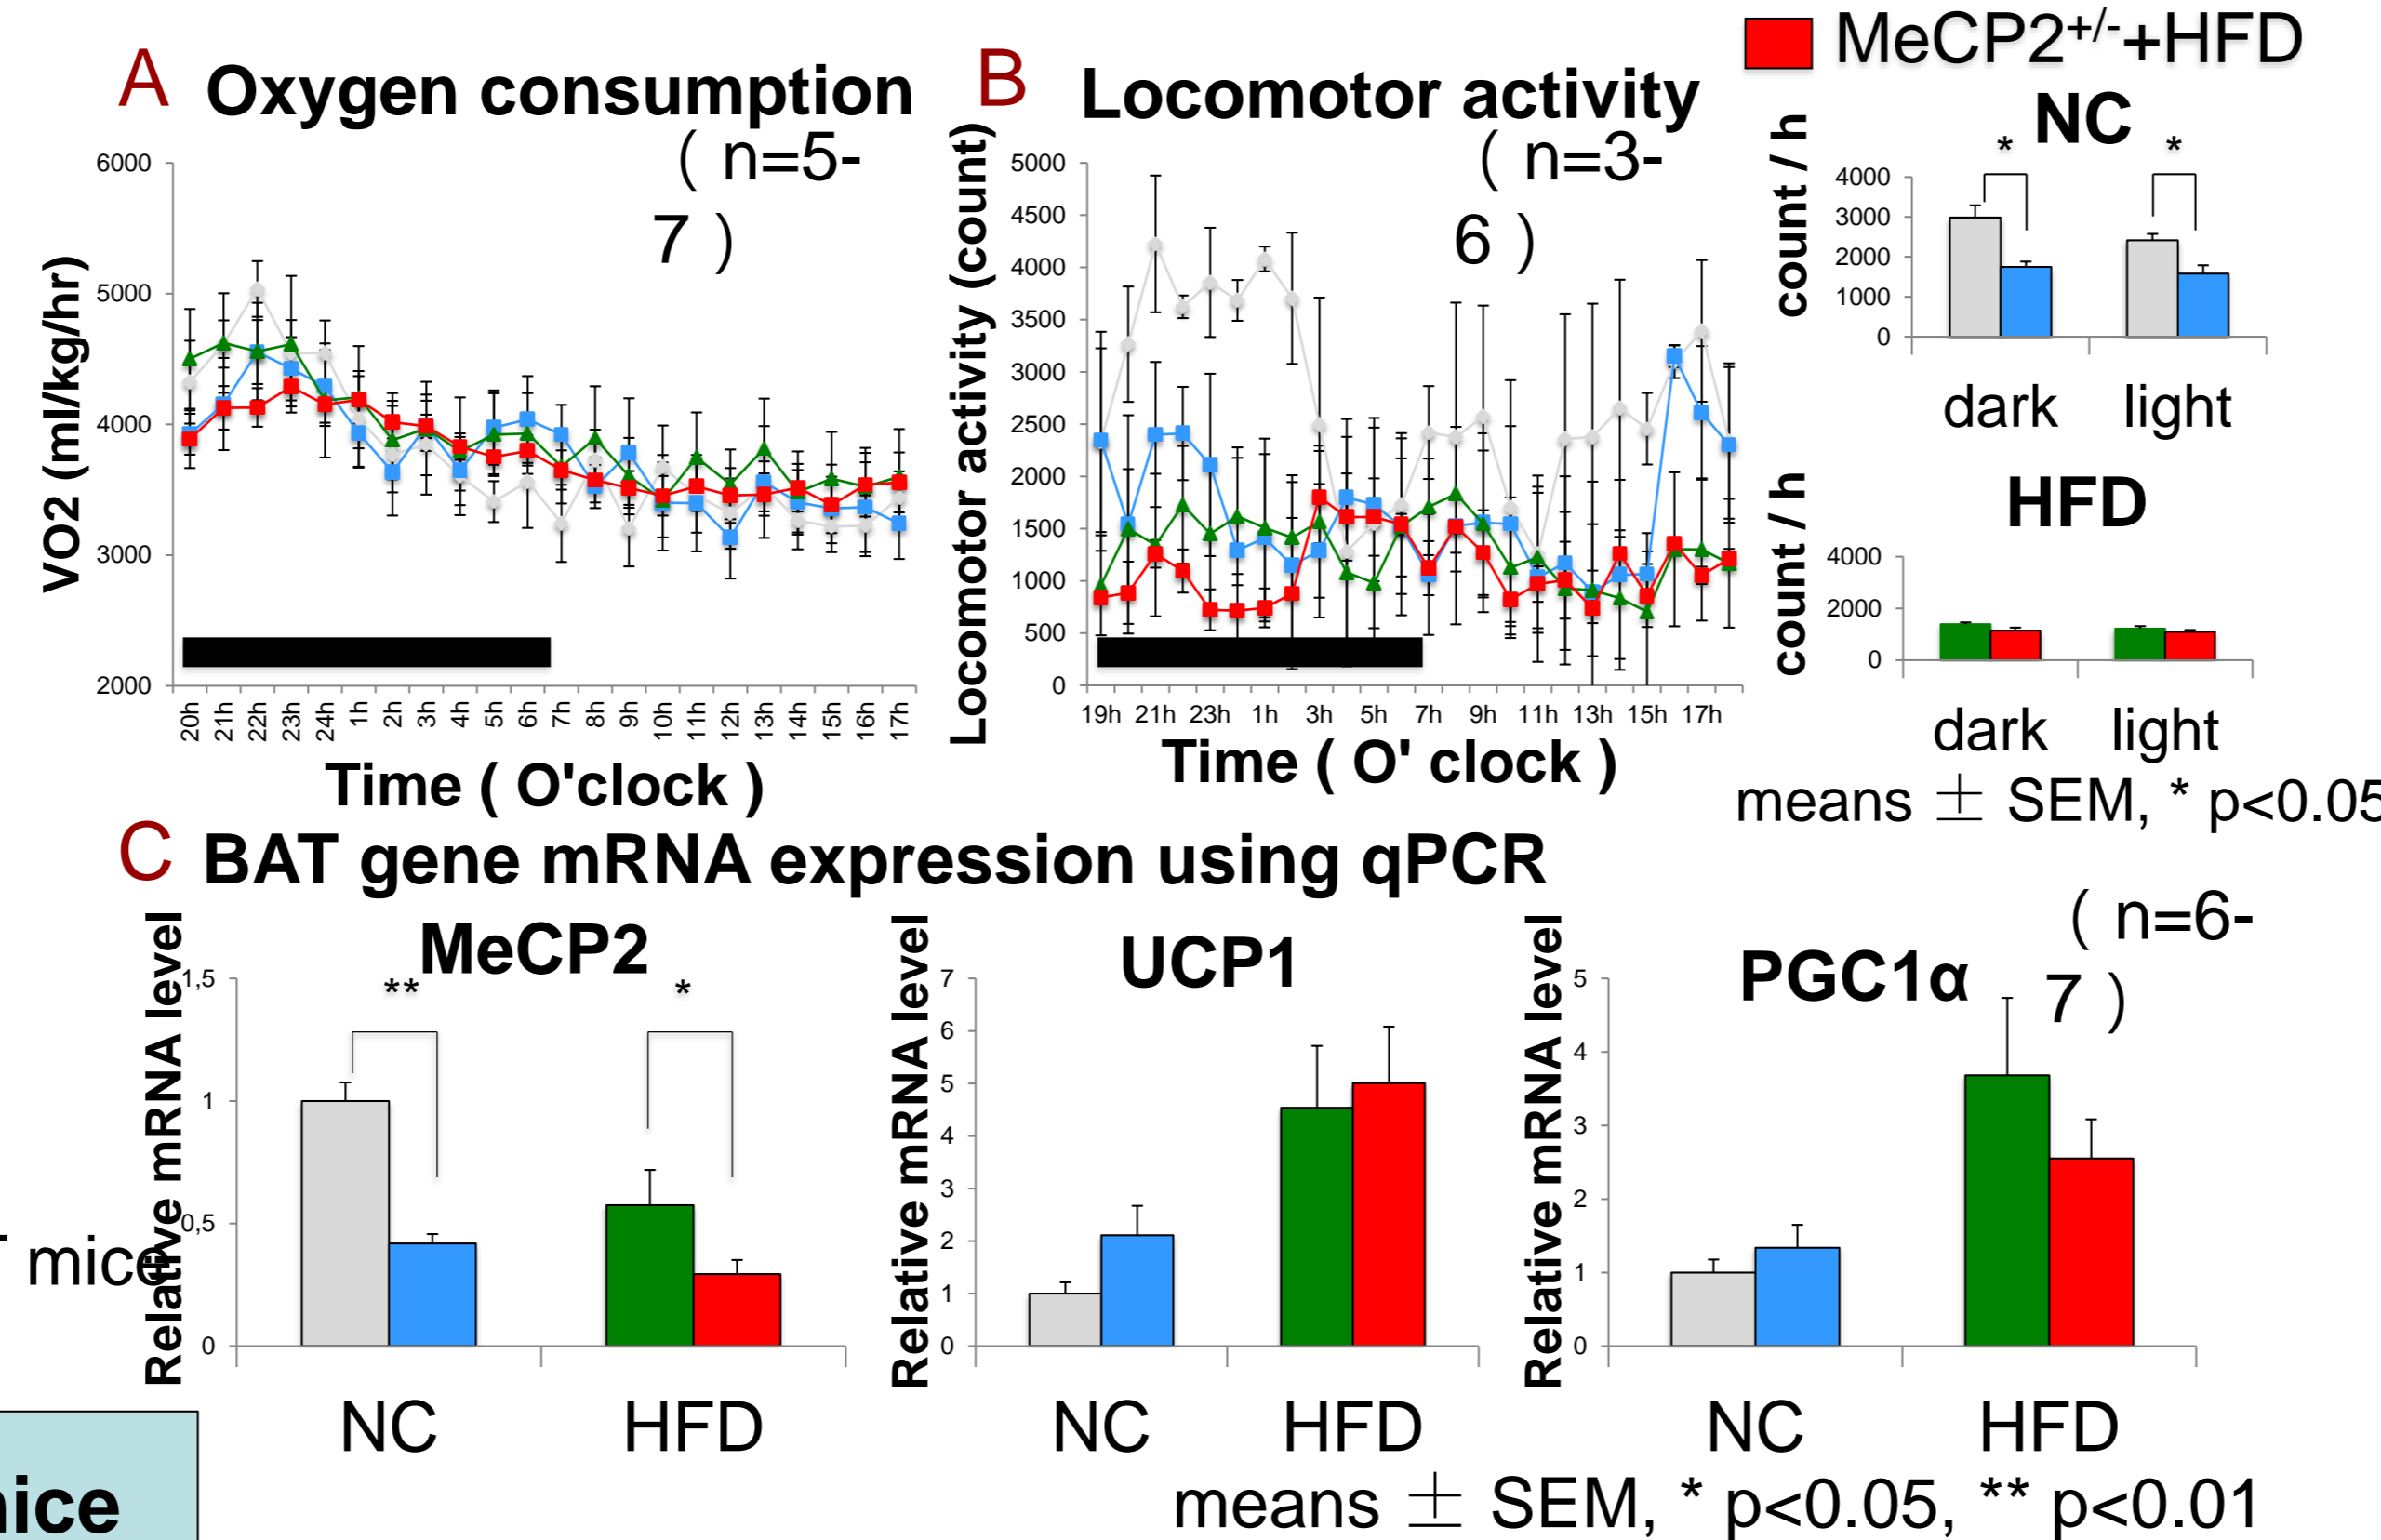 MeCP2+/-+HFD
A Oxygen consumption
( n=5-
7 )
VO2 (ml/kg/hr)
6000
5000
4000
3000
2000
20h 21h 22h 23h 24h 1h 2h 3h 4h 5h 6h 7h 8h 9h 10h 11h 12h 13h 14h 15h 16h 17h
Time ( O'clock )
B Locomotor activity
( n=3-
6 )
Locomotor activity (count)
5000
4500
4000
3500
3000
2500
2000
1500
1000
500
0
19h 21h 23h 1h 3h 5h 7h 9h 11h 13h 15h 17h
Time ( O' clock )
NC
count / h
* *
4000
3000
2000
1000
0
dark light
HFD
count / h
4000
2000
0
dark light
means ± SEM, * p<0.05
C BAT gene mRNA expression using qPCR
( n=6-
7 )
MeCP2
Relative mRNA level
** *
1,5
1
0,5
0
NC HFD
UCP1
Relative mRNA level
7
6
5
4
3
2
1
0
NC HFD
PGC1α
Relative mRNA level
5
4
3
2
1
0
NC HFD
means ± SEM, * p<0.05, ** p<0.01
mice